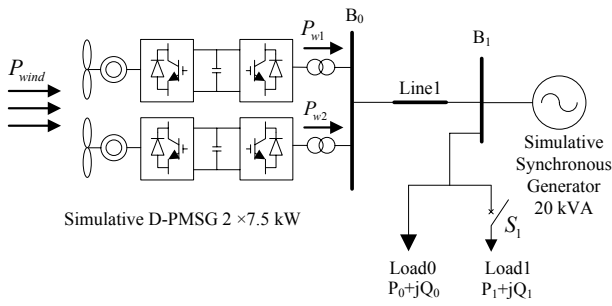 P_wind
P_w1
P_w2
B_0
B_1
Line1
Simulative
Synchronous
Generator
20 kVA
Simulative D-PMSG 2 ×7.5 kW
S_1
Load0
P_0+jQ_0
Load1
P_1+jQ_1